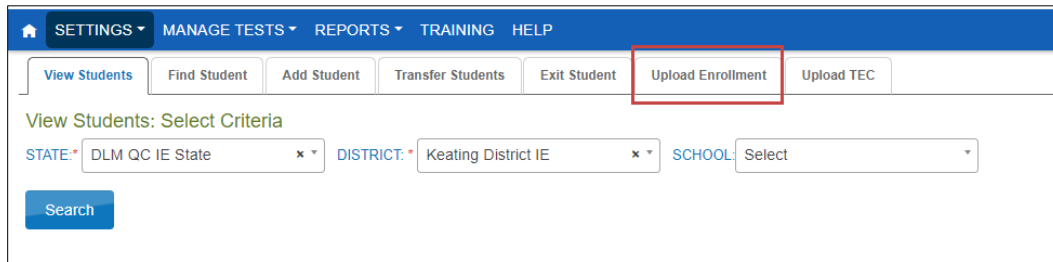 SETTINGS MANAGE TESTS REPORTS TRAINING HELP
View Students Find Student Add Student Transfer Students Exit Student Upload Enrollment Upload TEC
View Students: Select Criteria
STATE:* DLM QC IE State × DISTRICT: * Keating District IE × SCHOOL: Select
Search